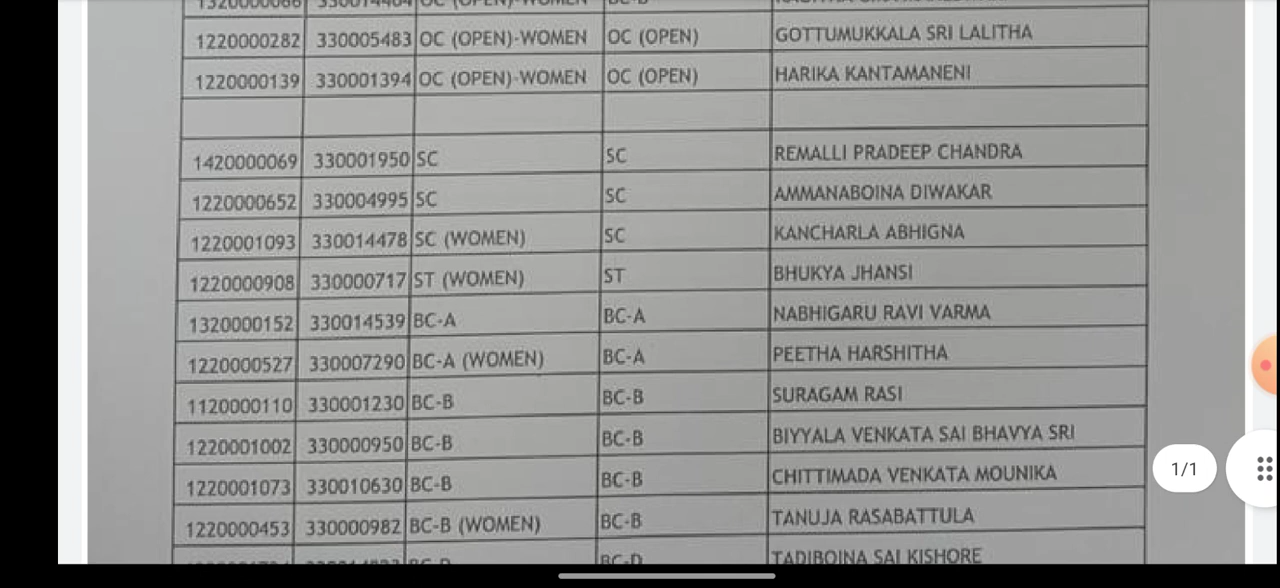 OC (OPEN)-WOMEN
1220000282 330005483 OC (OPEN)-WOMEN OC (OPEN) GOTTUMUKKALA SRI LALITHA
1220000139 330001394 OC (OPEN)-WOMEN OC (OPEN) HARIKA KANTAMANENI
1420000069 330001950 SC SC REMALLI PRADEEP CHANDRA
1220000652 330004995 SC SC AMMANABOINA DIWAKAR
1220001093 330014478 SC (WOMEN) SC KANCHARLA ABHIGNA
1220000908 330000717 ST (WOMEN) ST BHUKYA JHANSI
1320000152 330014539 BC-A BC-A NABHIGARU RAVI VARMA
1220000527 330007290 BC-A (WOMEN) BC-A PEETHA HARSHITHA
1120000110 330001230 BC-B BC-B SURAGAM RASI
1220001002 330000950 BC-B BC-B BIYYALA VENKATA SAI BHAVYA SRI
1220001073 330010630 BC-B BC-B CHITTIMADA VENKATA MOUNIKA
1220000453 330000982 BC-B (WOMEN) BC-B TANUJA RASABATTULA
BC-D TADIBOINA SAI KISHORE
1/1